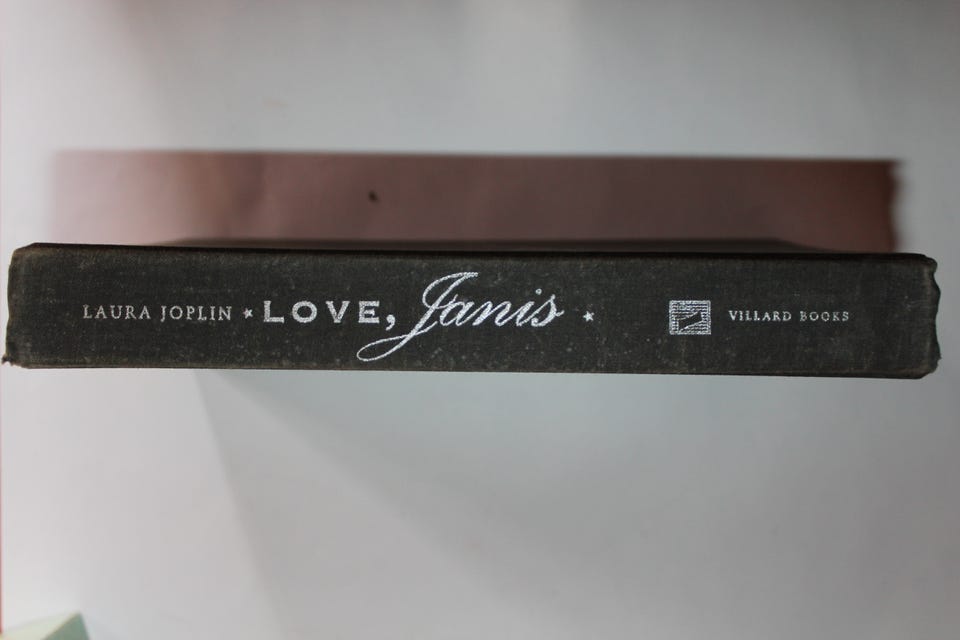 LAURA JOPLIN ★ LOVE, Janis ★ VILLARD BOOKS